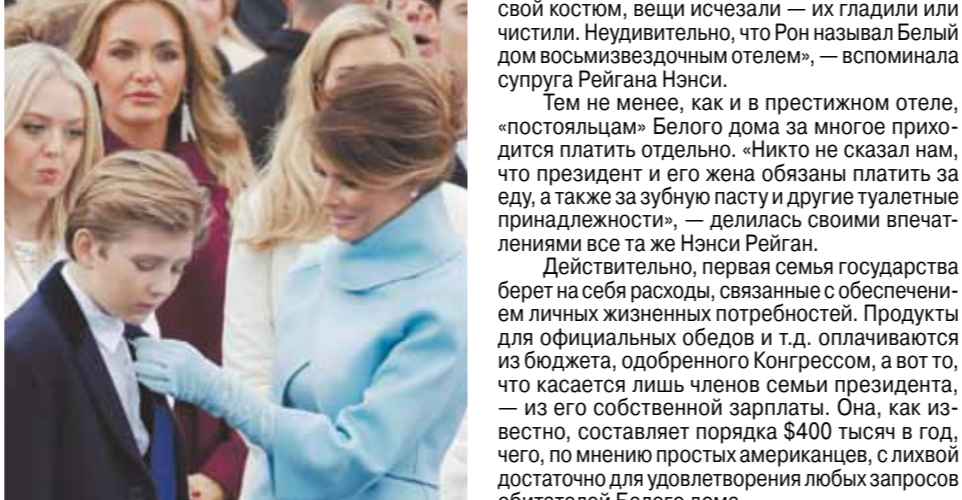 свой костюм, вещи исчезали — их гладили или
чистили. Неудивительно, что Рон называл Белый
дом восьмизвездочным отелем», — вспоминала
супруга Рейгана Нэнси.
Тем не менее, как и в престижном отеле,
«постояльцам» Белого дома за многое прихо-
дится платить отдельно. «Никто не сказал нам,
что президент и его жена обязаны платить за
еду, а также за зубную пасту и другие туалетные
принадлежности», — делилась своими впечат-
лениями все та же Нэнси Рейган.
Действительно, первая семья государства
берет на себя расходы, связанные с обеспечени-
ем личных жизненных потребностей. Продукты
для официальных обедов и т.д. оплачиваются
из бюджета, одобренного Конгрессом, а вот то,
что касается лишь членов семьи президента,
— из его собственной зарплаты. Она, как из-
вестно, составляет порядка $400 тысяч в год,
чего, по мнению простых американцев, с лихвой
достаточно для удовлетворения любых запросов
обитателей Белого дома.